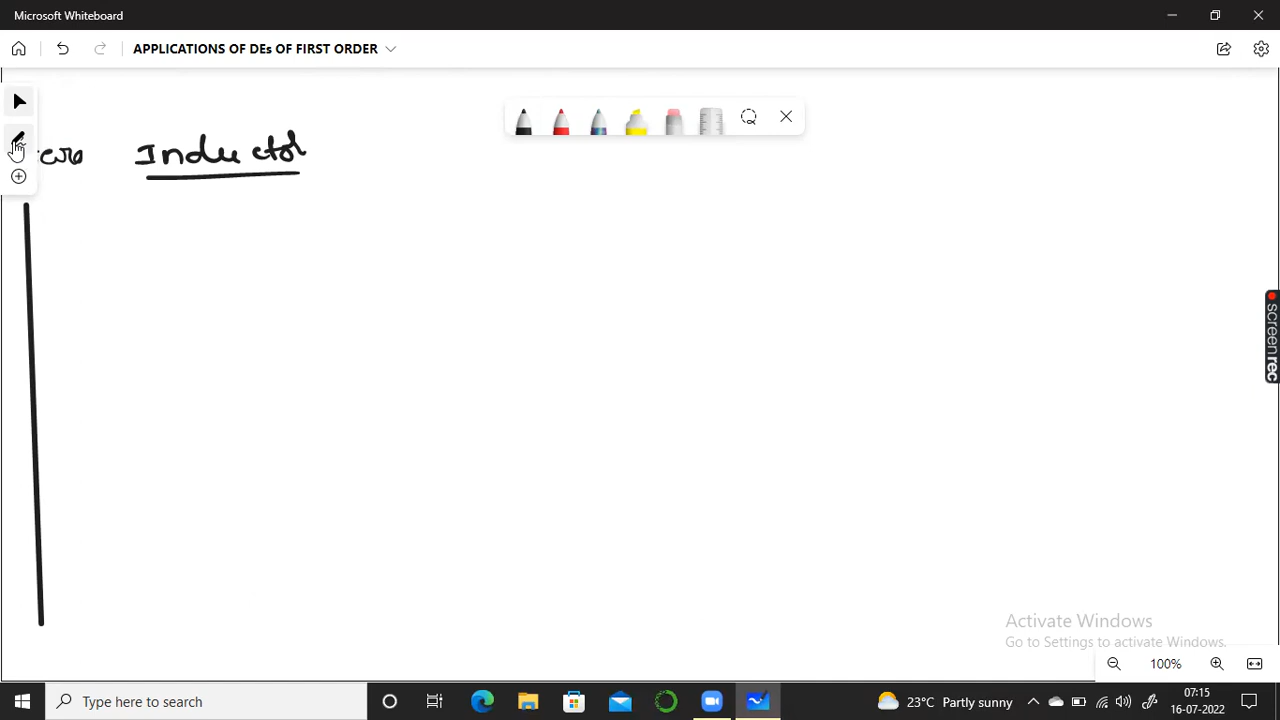 Microsoft Whiteboard
APPLICATIONS OF DEs OF FIRST ORDER
Inductor
screenrec
Activate Windows
Go to Settings to activate Windows.
100%
Type here to search
23°C Partly sunny
07:15
16-07-2022